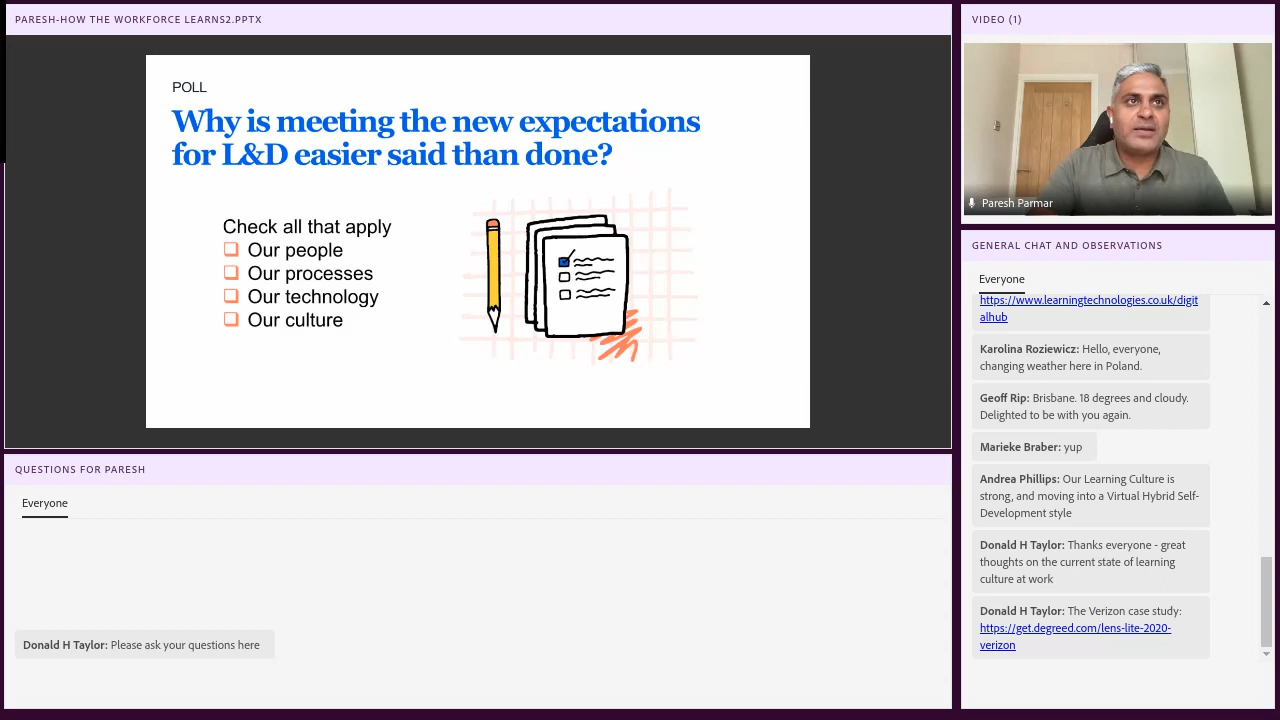 PARESH-HOW THE WORKFORCE LEARNS2.PPTX
POLL
Why is meeting the new expectations
for L&D easier said than done?
Check all that apply
Our people
Our processes
Our technology
Our culture
QUESTIONS FOR PARESH
Everyone
Donald H Taylor: Please ask your questions here
VIDEO (1)
Paresh Parmar
GENERAL CHAT AND OBSERVATIONS
Everyone
https://www.learningtechnologies.co.uk/digit
alhub
Karolina Roziewicz: Hello, everyone,
changing weather here in Poland.
Geoff Rip: Brisbane. 18 degrees and cloudy.
Delighted to be with you again.
Marieke Braber: yup
Andrea Phillips: Our Learning Culture is
strong, and moving into a Virtual Hybrid Self-
Development style
Donald H Taylor: Thanks everyone - great
thoughts on the current state of learning
culture at work
Donald H Taylor: The Verizon case study:
https://get.degreed.com/lens-lite-2020-
verizon